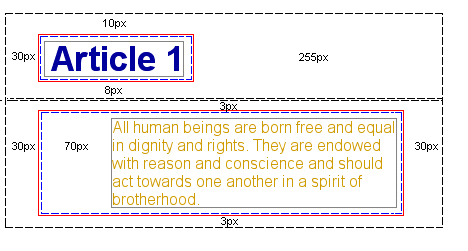 10px
30px
Article 1
255px
8px
3px
30px
70px
30px
All human beings are born free and equal
in dignity and rights. They are endowed
with reason and conscience and should
act towards one another in a spirit of
brotherhood.
3px